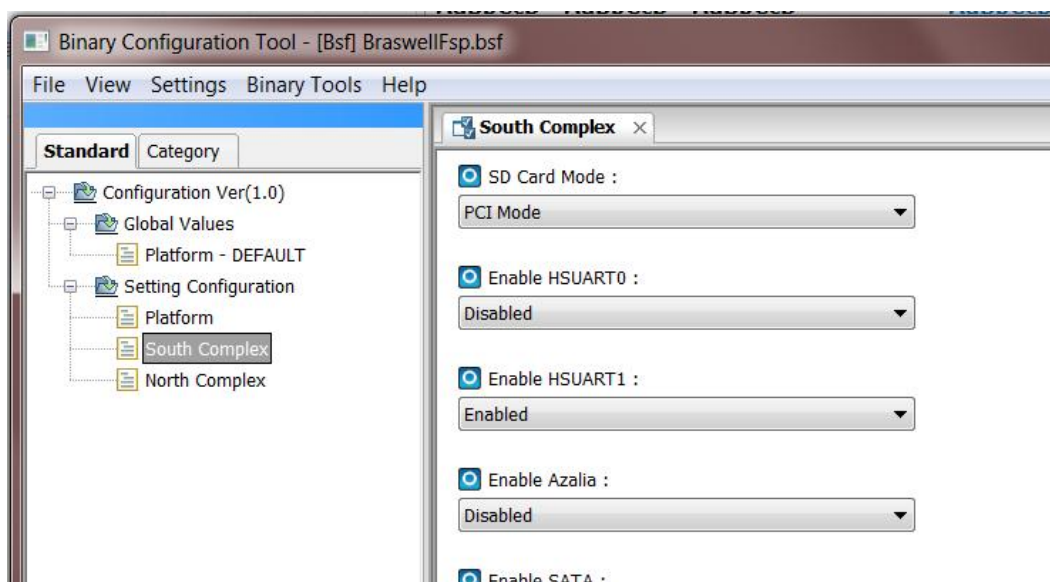 Binary Configuration Tool - [Bsf] BraswellFsp.bsf
File View Settings Binary Tools Help
Standard Category
Configuration Ver(1.0)
Global Values
Platform - DEFAULT
Setting Configuration
Platform
South Complex
North Complex
South Complex
SD Card Mode :
PCI Mode
Enable HSUART0 :
Disabled
Enable HSUART1 :
Enabled
Enable Azalia :
Disabled
Enable SATA :